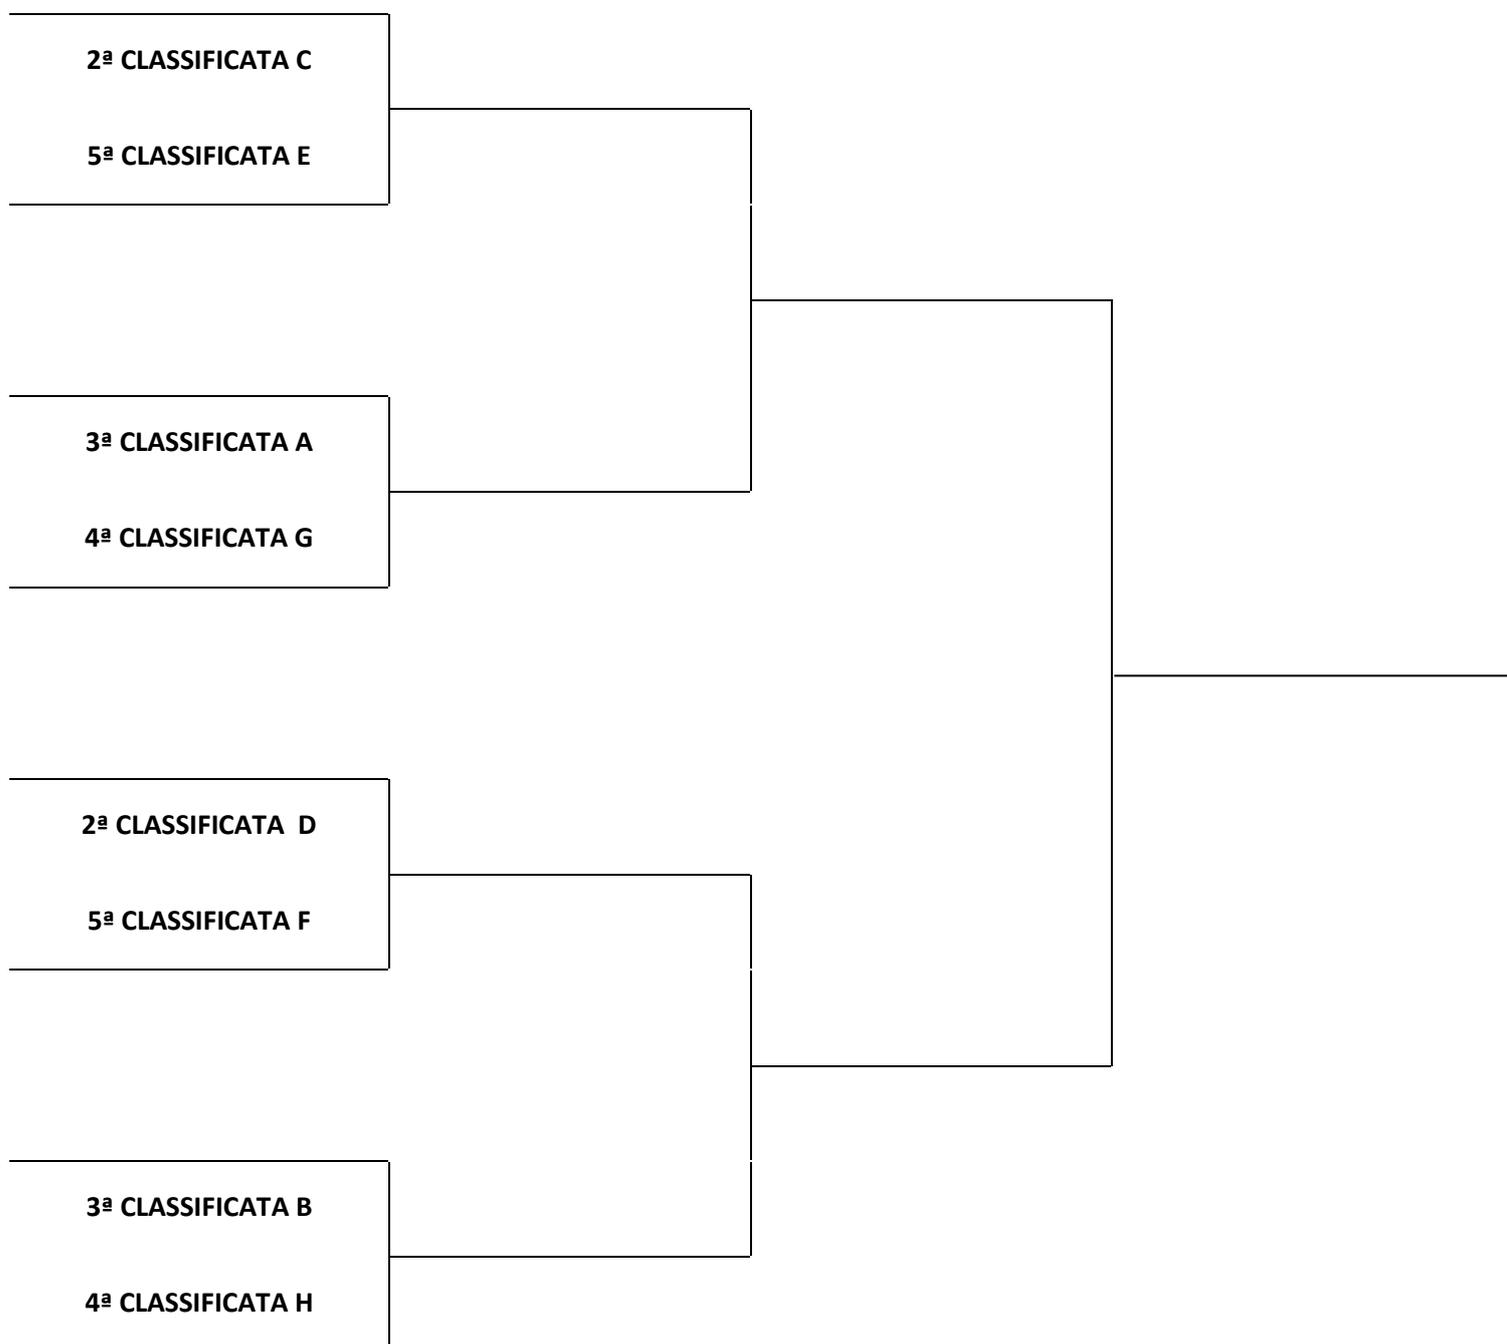 2ª CLASSIFICATA C
5ª CLASSIFICATA E
3ª CLASSIFICATA A
4ª CLASSIFICATA G
2ª CLASSIFICATA  D
5ª CLASSIFICATA F
3ª CLASSIFICATA B
4ª CLASSIFICATA H